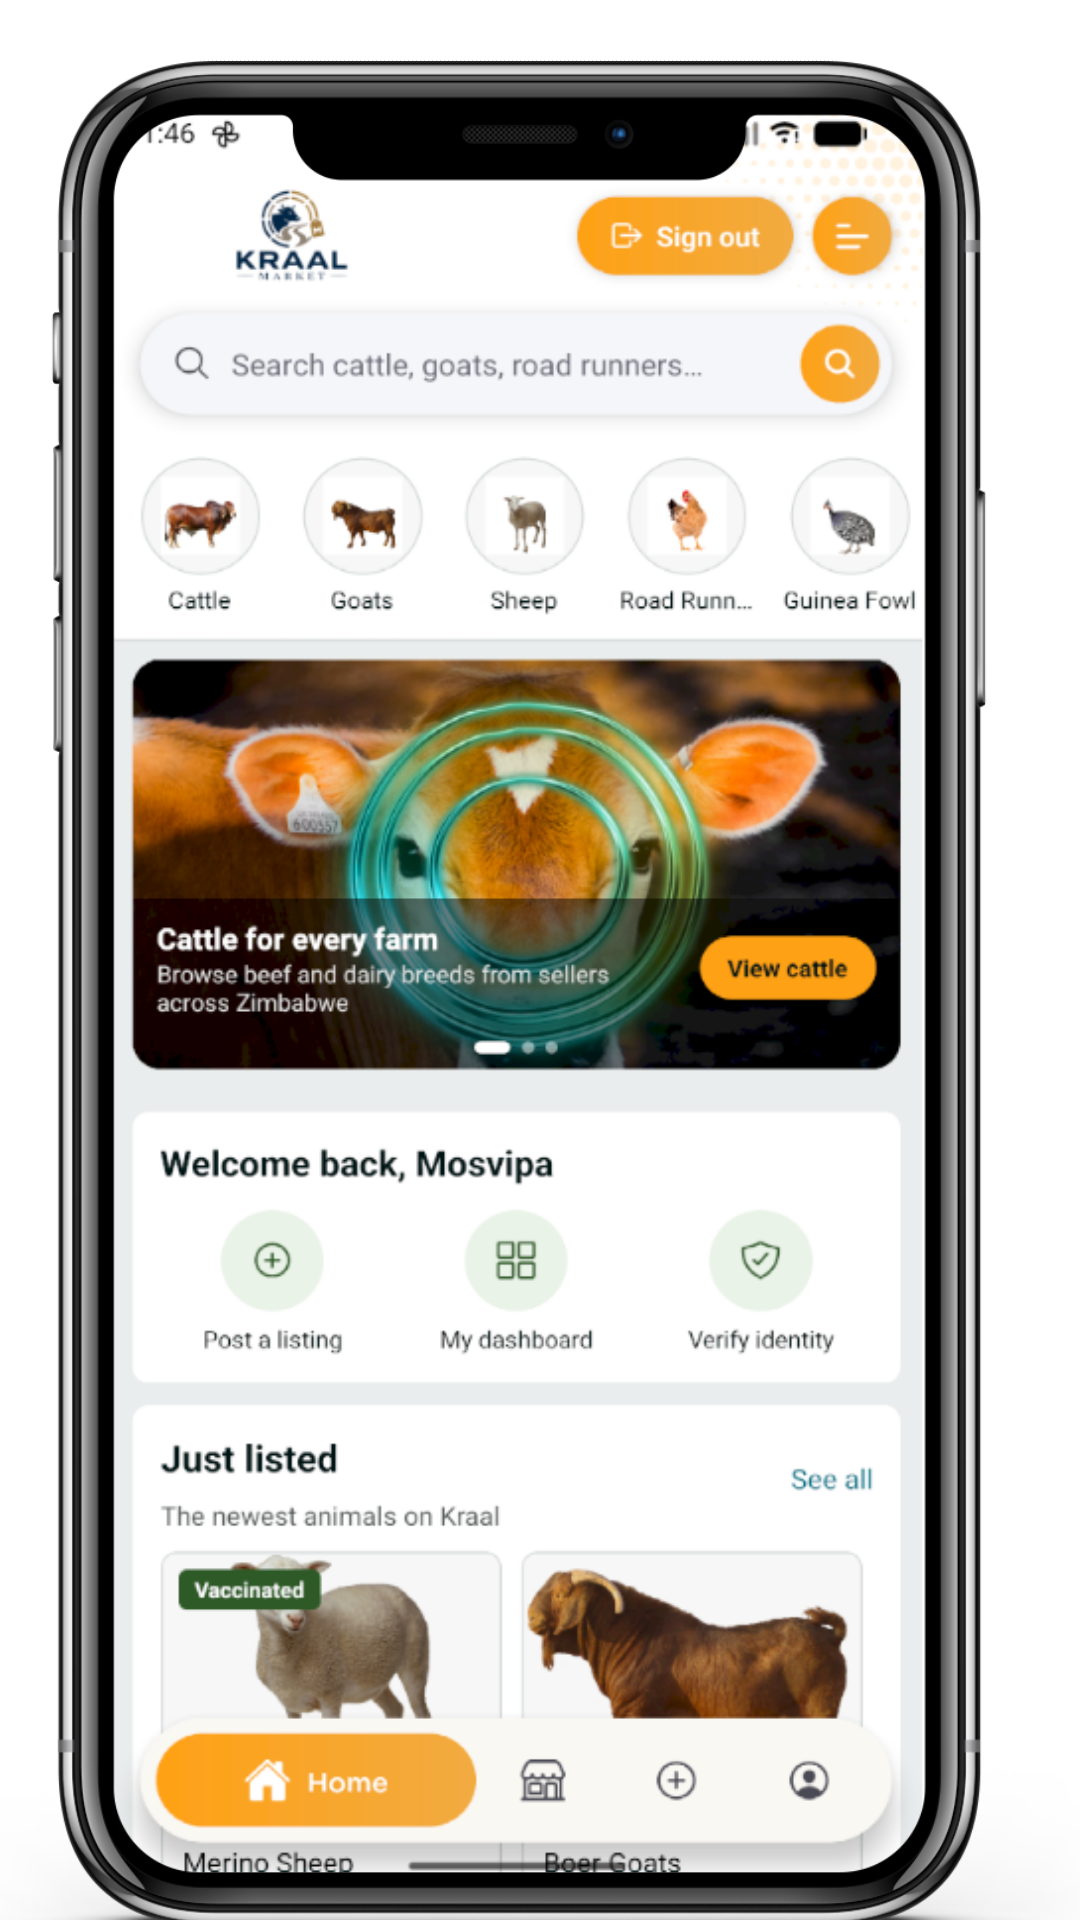 1:46
KRAAL
MARKET
Sign out
Search cattle, goats, road runners...
Cattle
Goats
Sheep
Road Runn...
Guinea Fowl
600557
Cattle for every farm
Browse beef and dairy breeds from sellers
across Zimbabwe
View cattle
Welcome back, Mosvipa
Post a listing
My dashboard
Verify identity
Just listed
See all
The newest animals on Kraal
Vaccinated
Home
Merino Sheep
Boer Goats